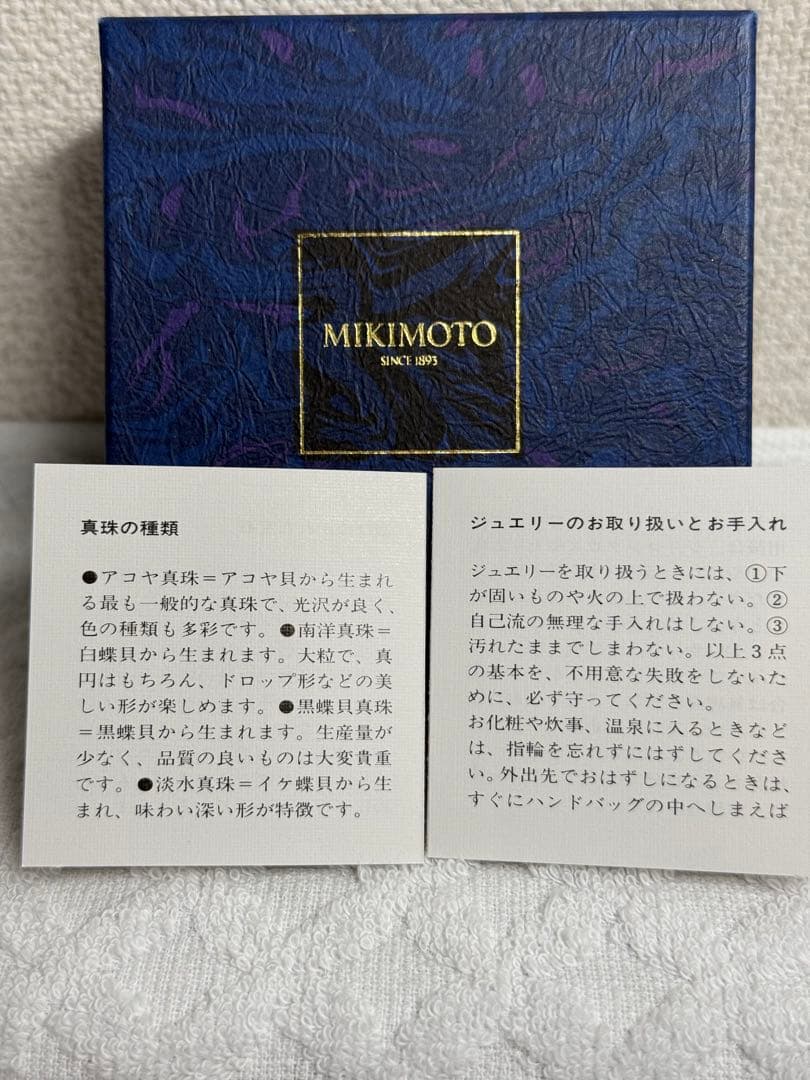 MIKIMOTO
SINCE 1893
真珠の種類
●アコヤ真珠＝アコヤ貝から生まれ
る最も一般的な真珠で、光沢が良く、
色の種類も多彩です。●南洋真珠＝
白蝶貝から生まれます。大粒で、真
円はもちろん、ドロップ形などの美
しい形が楽しめます。●黒蝶貝真珠
＝黒蝶貝から生まれます。生産量が
少なく、品質の良いものは大変貴重
です。●淡水真珠＝イケ蝶貝から生
まれ、味わい深い形が特徴です。
ジュエリーのお取り扱いとお手入れ
ジュエリーを取り扱うときには、①下
が固いものや火の上で扱わない。②
自己流の無理な手入れはしない。③
汚れたままでしまわない。以上3点
の基本を、不用意な失敗をしないた
めに、必ず守ってください。
お化粧や炊事、温泉に入るときなど
は、指輪を忘れずにはずしてくださ
い。外出先でおはずしになるときは、
すぐにハンドバッグの中へしまえば